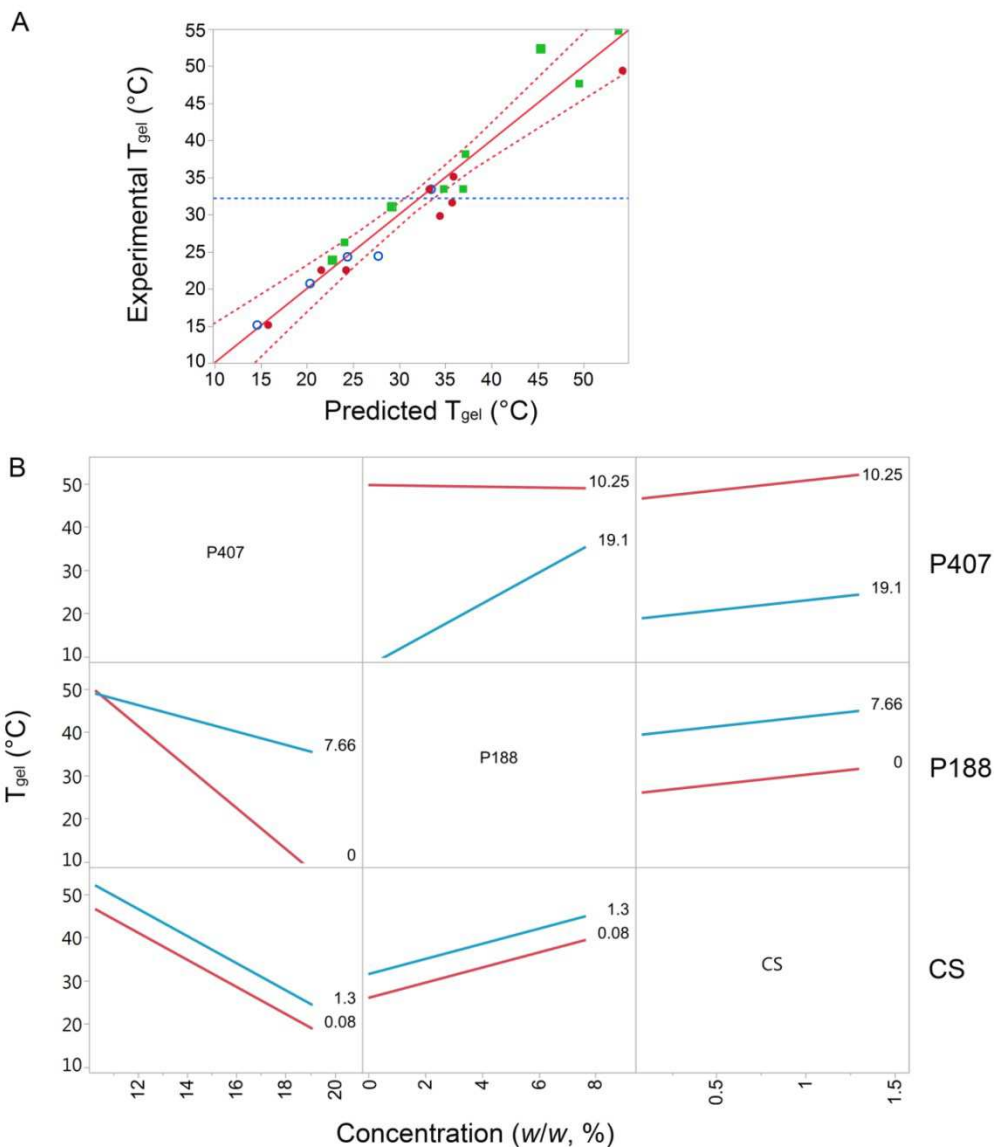 A
Experimental Tgel (°C)
55
50
45
40
35
30
25
20
15
10
10 15 20 25 30 35 40 45 50
Predicted Tgel (°C)
B
Tgel (°C)
50
40
30
20
10
P407
10.25
19.1
10.25
19.1
P407
50
40
30
20
10
7.66
0
P188
7.66
0
P188
50
40
30
20
10
1.3
0.08
1.3
0.08
CS
CS
12 14 16 18 20 0 2 4 6 8 0.5 1 1.5
Concentration (w/w, %)